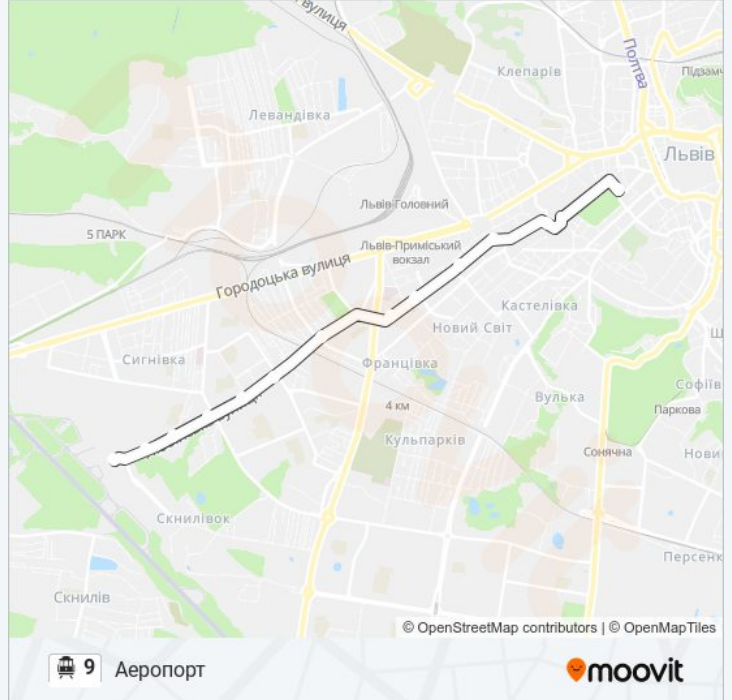 вулиця
Полтва
Клепарів
Підзамч
Левандівка
Львів
Львів-Головний
5 ПАРК
Львів-Приміський
вокзал
Городоцька вулиця
Кастелівка
Новий Світ
Сигнівка
Францівка
Софіїв
Вулька
4 км
Паркова
Кульпарків
Сонячна
Нови
Скнилівок
Персенк
Скнилів
© OpenStreetMap contributors | © OpenMapTiles
9 Аеропорт
moovit